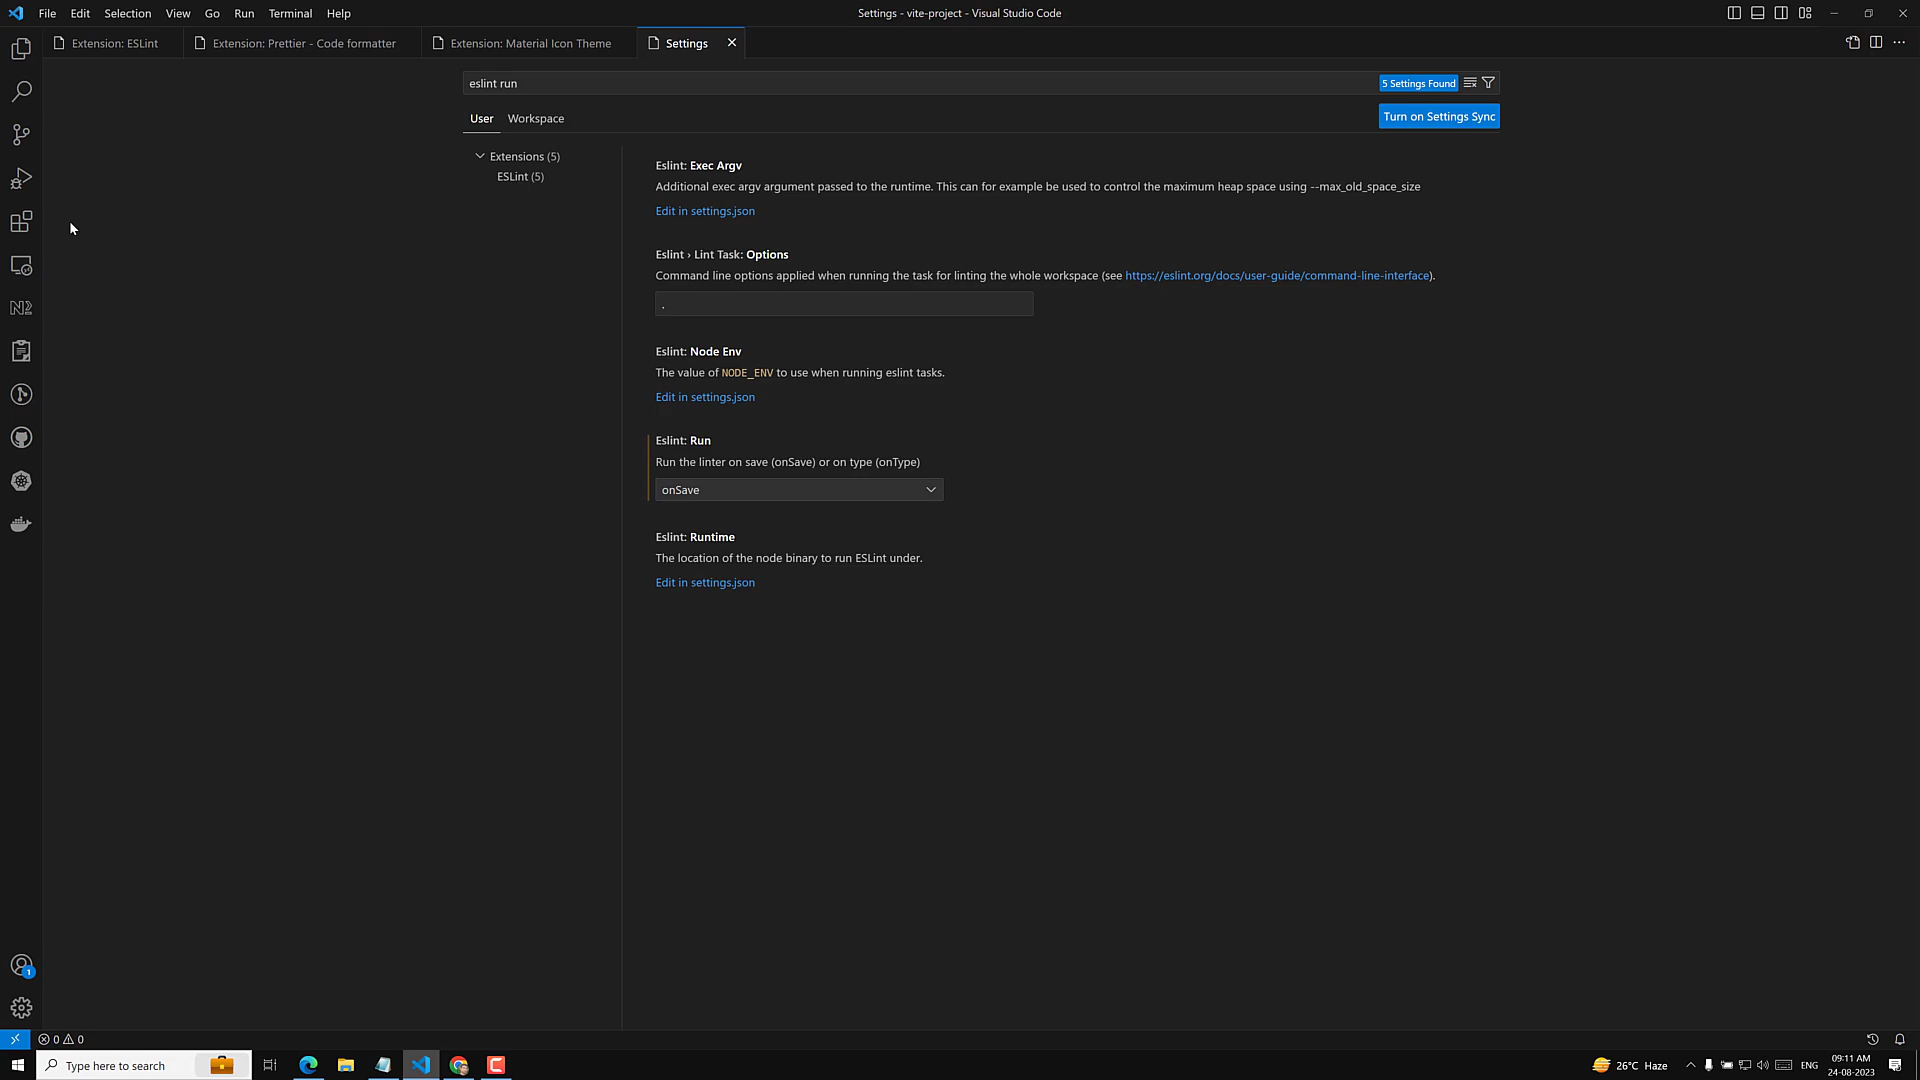 File Edit Selection View Go Run Terminal Help
Settings - vite-project - Visual Studio Code
Extension: ESLint
Extension: Prettier - Code formatter
Extension: Material Icon Theme
Settings
eslint run
5 Settings Found
User Workspace
Turn on Settings Sync
Extensions (5)
ESLint (5)
Eslint: Exec Argv
Additional exec argv argument passed to the runtime. This can for example be used to control the maximum heap space using --max_old_space_size
Edit in settings.json
Eslint › Lint Task: Options
Command line options applied when running the task for linting the whole workspace (see https://eslint.org/docs/user-guide/command-line-interface).
.
Eslint: Node Env
The value of NODE_ENV to use when running eslint tasks.
Edit in settings.json
Eslint: Run
Run the linter on save (onSave) or on type (onType)
onSave
Eslint: Runtime
The location of the node binary to run ESLint under.
Edit in settings.json
1
0 0
Type here to search
26°C Haze
ENG
09:11 AM
24-08-2023